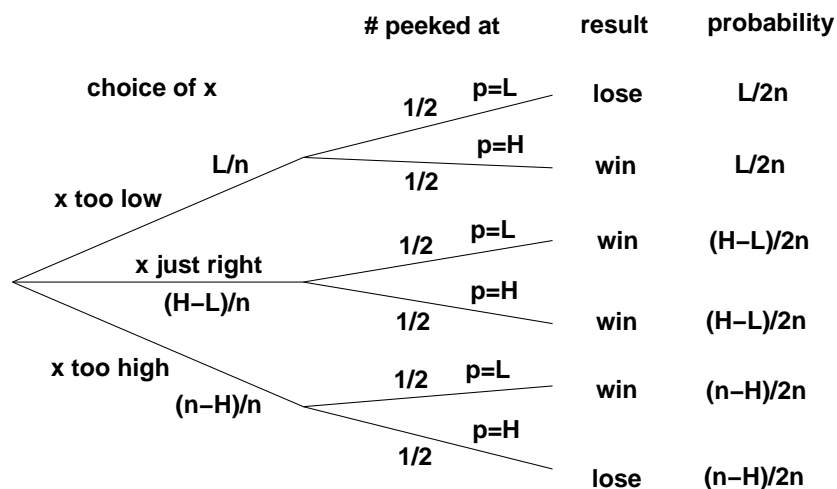 # peeked at result probability
choice of x
1/2 p=L lose L/2n
L/n p=H
1/2 win L/2n
x too low
1/2 p=L win (H−L)/2n
x just right
(H−L)/n p=H
1/2 win (H−L)/2n
x too high
1/2 p=L win (n−H)/2n
(n−H)/n p=H
1/2 lose (n−H)/2n